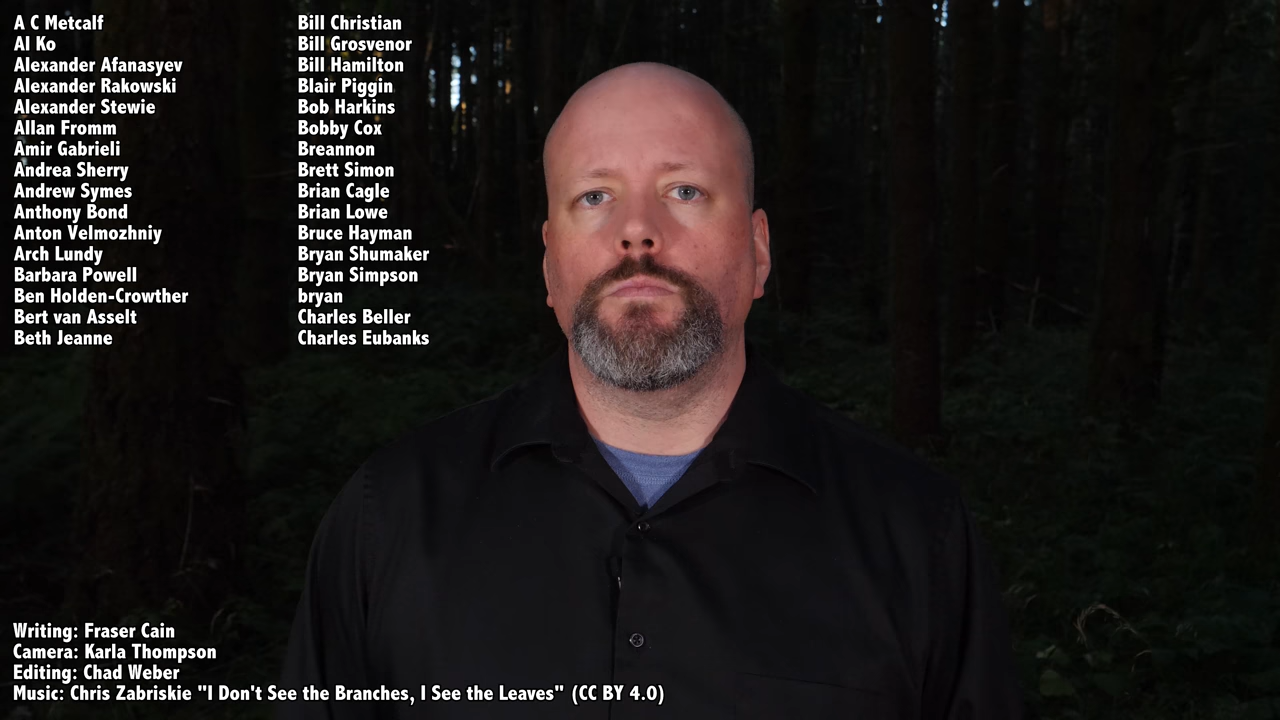 A C Metcalf
Al Ko
Alexander Afanasyev
Alexander Rakowski
Alexander Stewie
Allan Fromm
Amir Gabrieli
Andrea Sherry
Andrew Symes
Anthony Bond
Anton Velmozhniy
Arch Lundy
Barbara Powell
Ben Holden-Crowther
Bert van Asselt
Beth Jeanne
Bill Christian
Bill Grosvenor
Bill Hamilton
Blair Piggin
Bob Harkins
Bobby Cox
Breannon
Brett Simon
Brian Cagle
Brian Lowe
Bruce Hayman
Bryan Shumaker
Bryan Simpson
bryan
Charles Beller
Charles Eubanks
Writing: Fraser Cain
Camera: Karla Thompson
Editing: Chad Weber
Music: Chris Zabriskie "I Don't See the Branches, I See the Leaves" (CC BY 4.0)